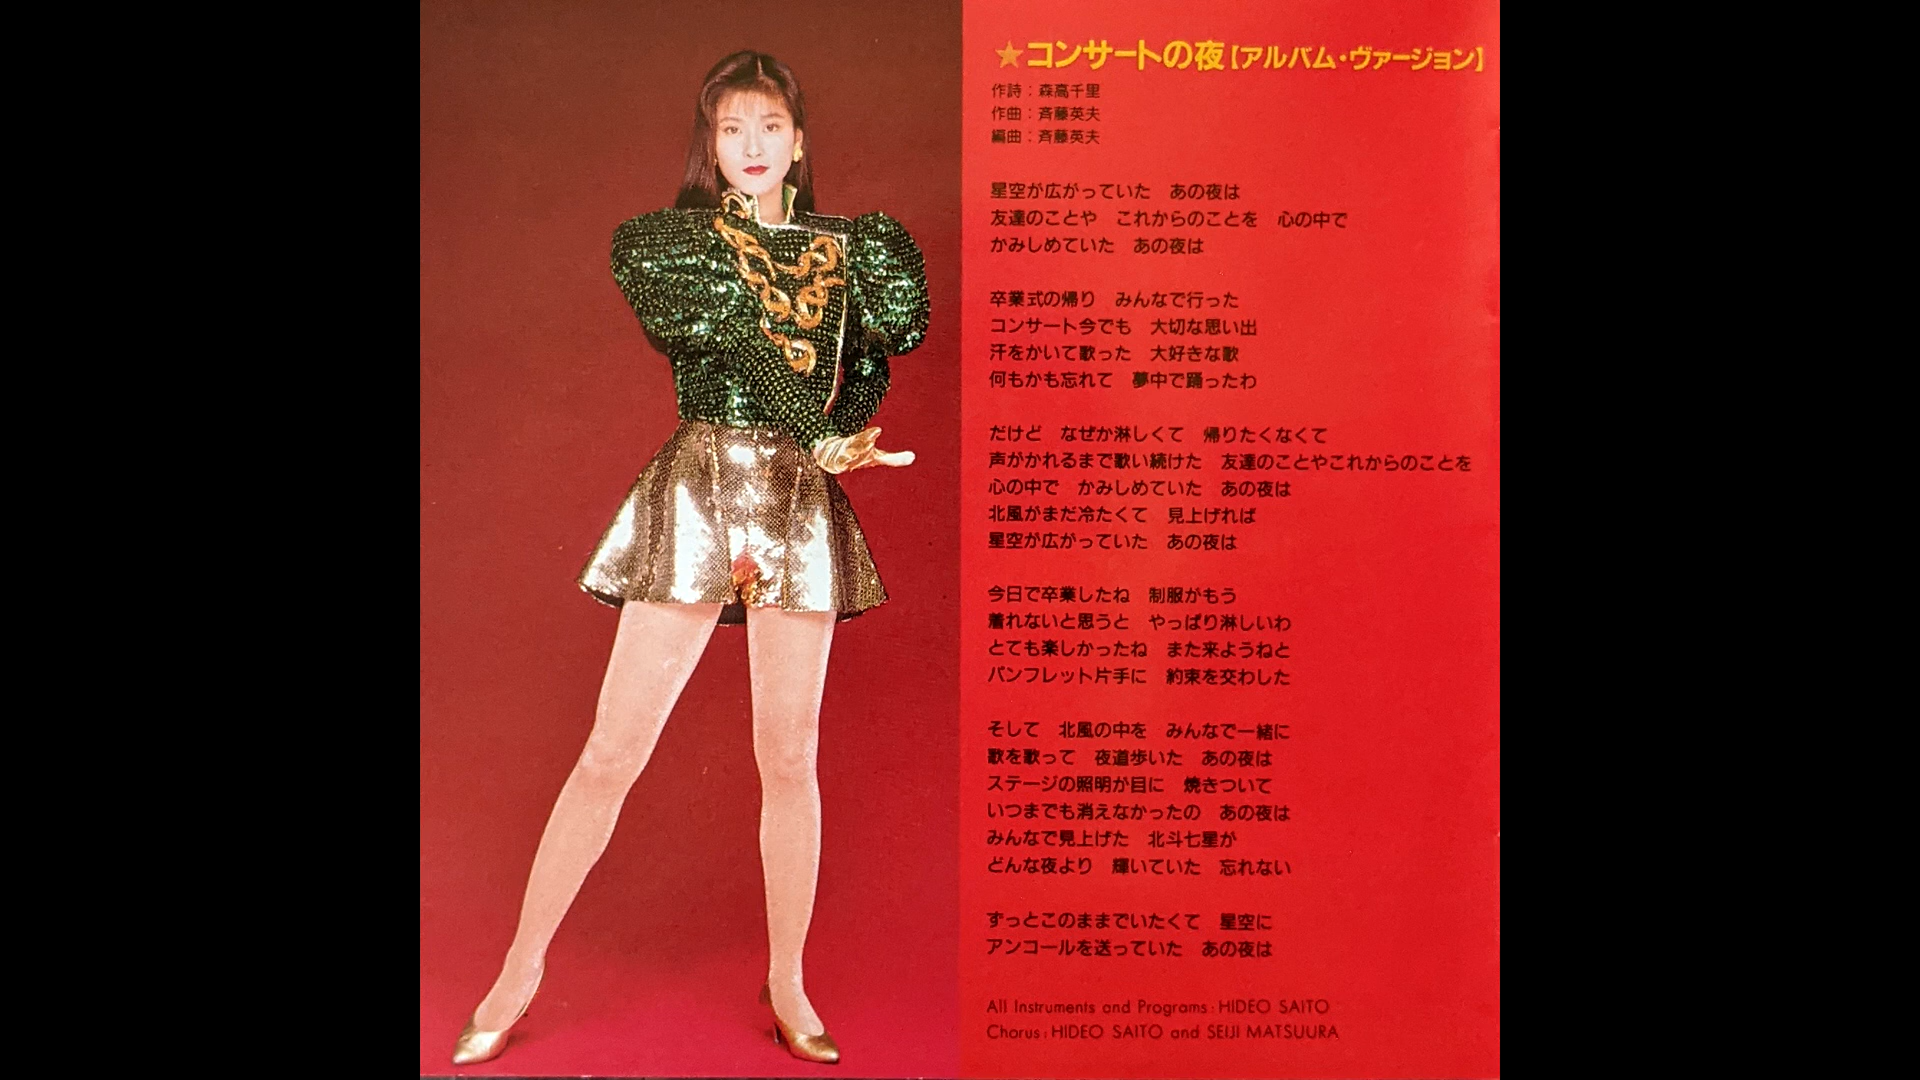 ★コンサートの夜【アルバム・ヴァージョン】
作詩：森高千里
作曲：斉藤英夫
編曲：斉藤英夫
星空が広がっていた　あの夜は
友達のことや　これからのことを　心の中で
かみしめていた　あの夜は
卒業式の帰り　みんなで行った
コンサート今でも　大切な思い出
汗をかいて歌った　大好きな歌
何もかも忘れて　夢中で踊ったわ
だけど　なぜか淋しくて　帰りたくなくて
声がかれるまで歌い続けた　友達のことやこれからのことを
心の中で　かみしめていた　あの夜は
北風がまだ冷たくて　見上げれば
星空が広がっていた　あの夜は
今日で卒業したね　制服がもう
着れないと思うと　やっぱり淋しいわ
とても楽しかったね　また来ようねと
パンフレット片手に　約束を交わした
そして　北風の中を　みんなで一緒に
歌を歌って　夜道歩いた　あの夜は
ステージの照明が目に　焼きついて
いつまでも消えなかったの　あの夜は
みんなで見上げた　北斗七星が
どんな夜より　輝いていた　忘れない
ずっとこのままでいたくて　星空に
アンコールを送っていた　あの夜は
All Instruments and Programs : HIDEO SAITO
Chorus : HIDEO SAITO and SEIJI MATSUURA